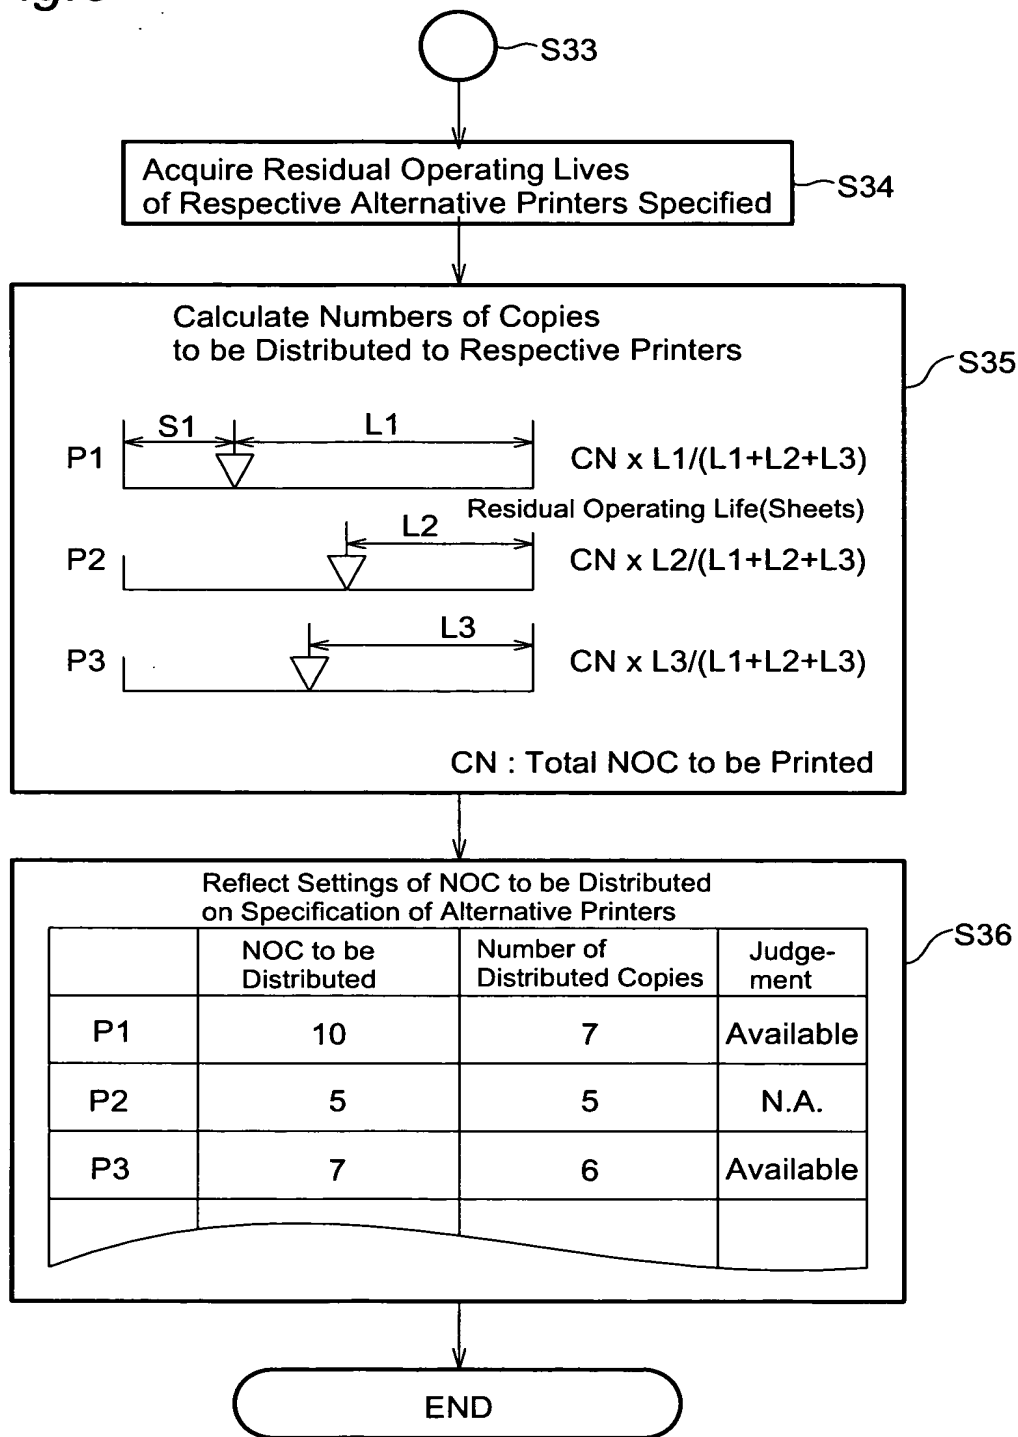 S33
Acquire Residual Operating Lives
of Respective Alternative Printers Specified
S34
Calculate Numbers of Copies
to be Distributed to Respective Printers
S35
S1
L1
P1
CN x L1/(L1+L2+L3)
Residual Operating Life(Sheets)
L2
P2
CN x L2/(L1+L2+L3)
L3
P3
CN x L3/(L1+L2+L3)
CN : Total NOC to be Printed
Reflect Settings of NOC to be Distributed
on Specification of Alternative Printers
S36
NOC to be
Distributed
Number of
Distributed Copies
Judge-
ment
P1 10 7 Available
P2 5 5 N.A.
P3 7 6 Available
END